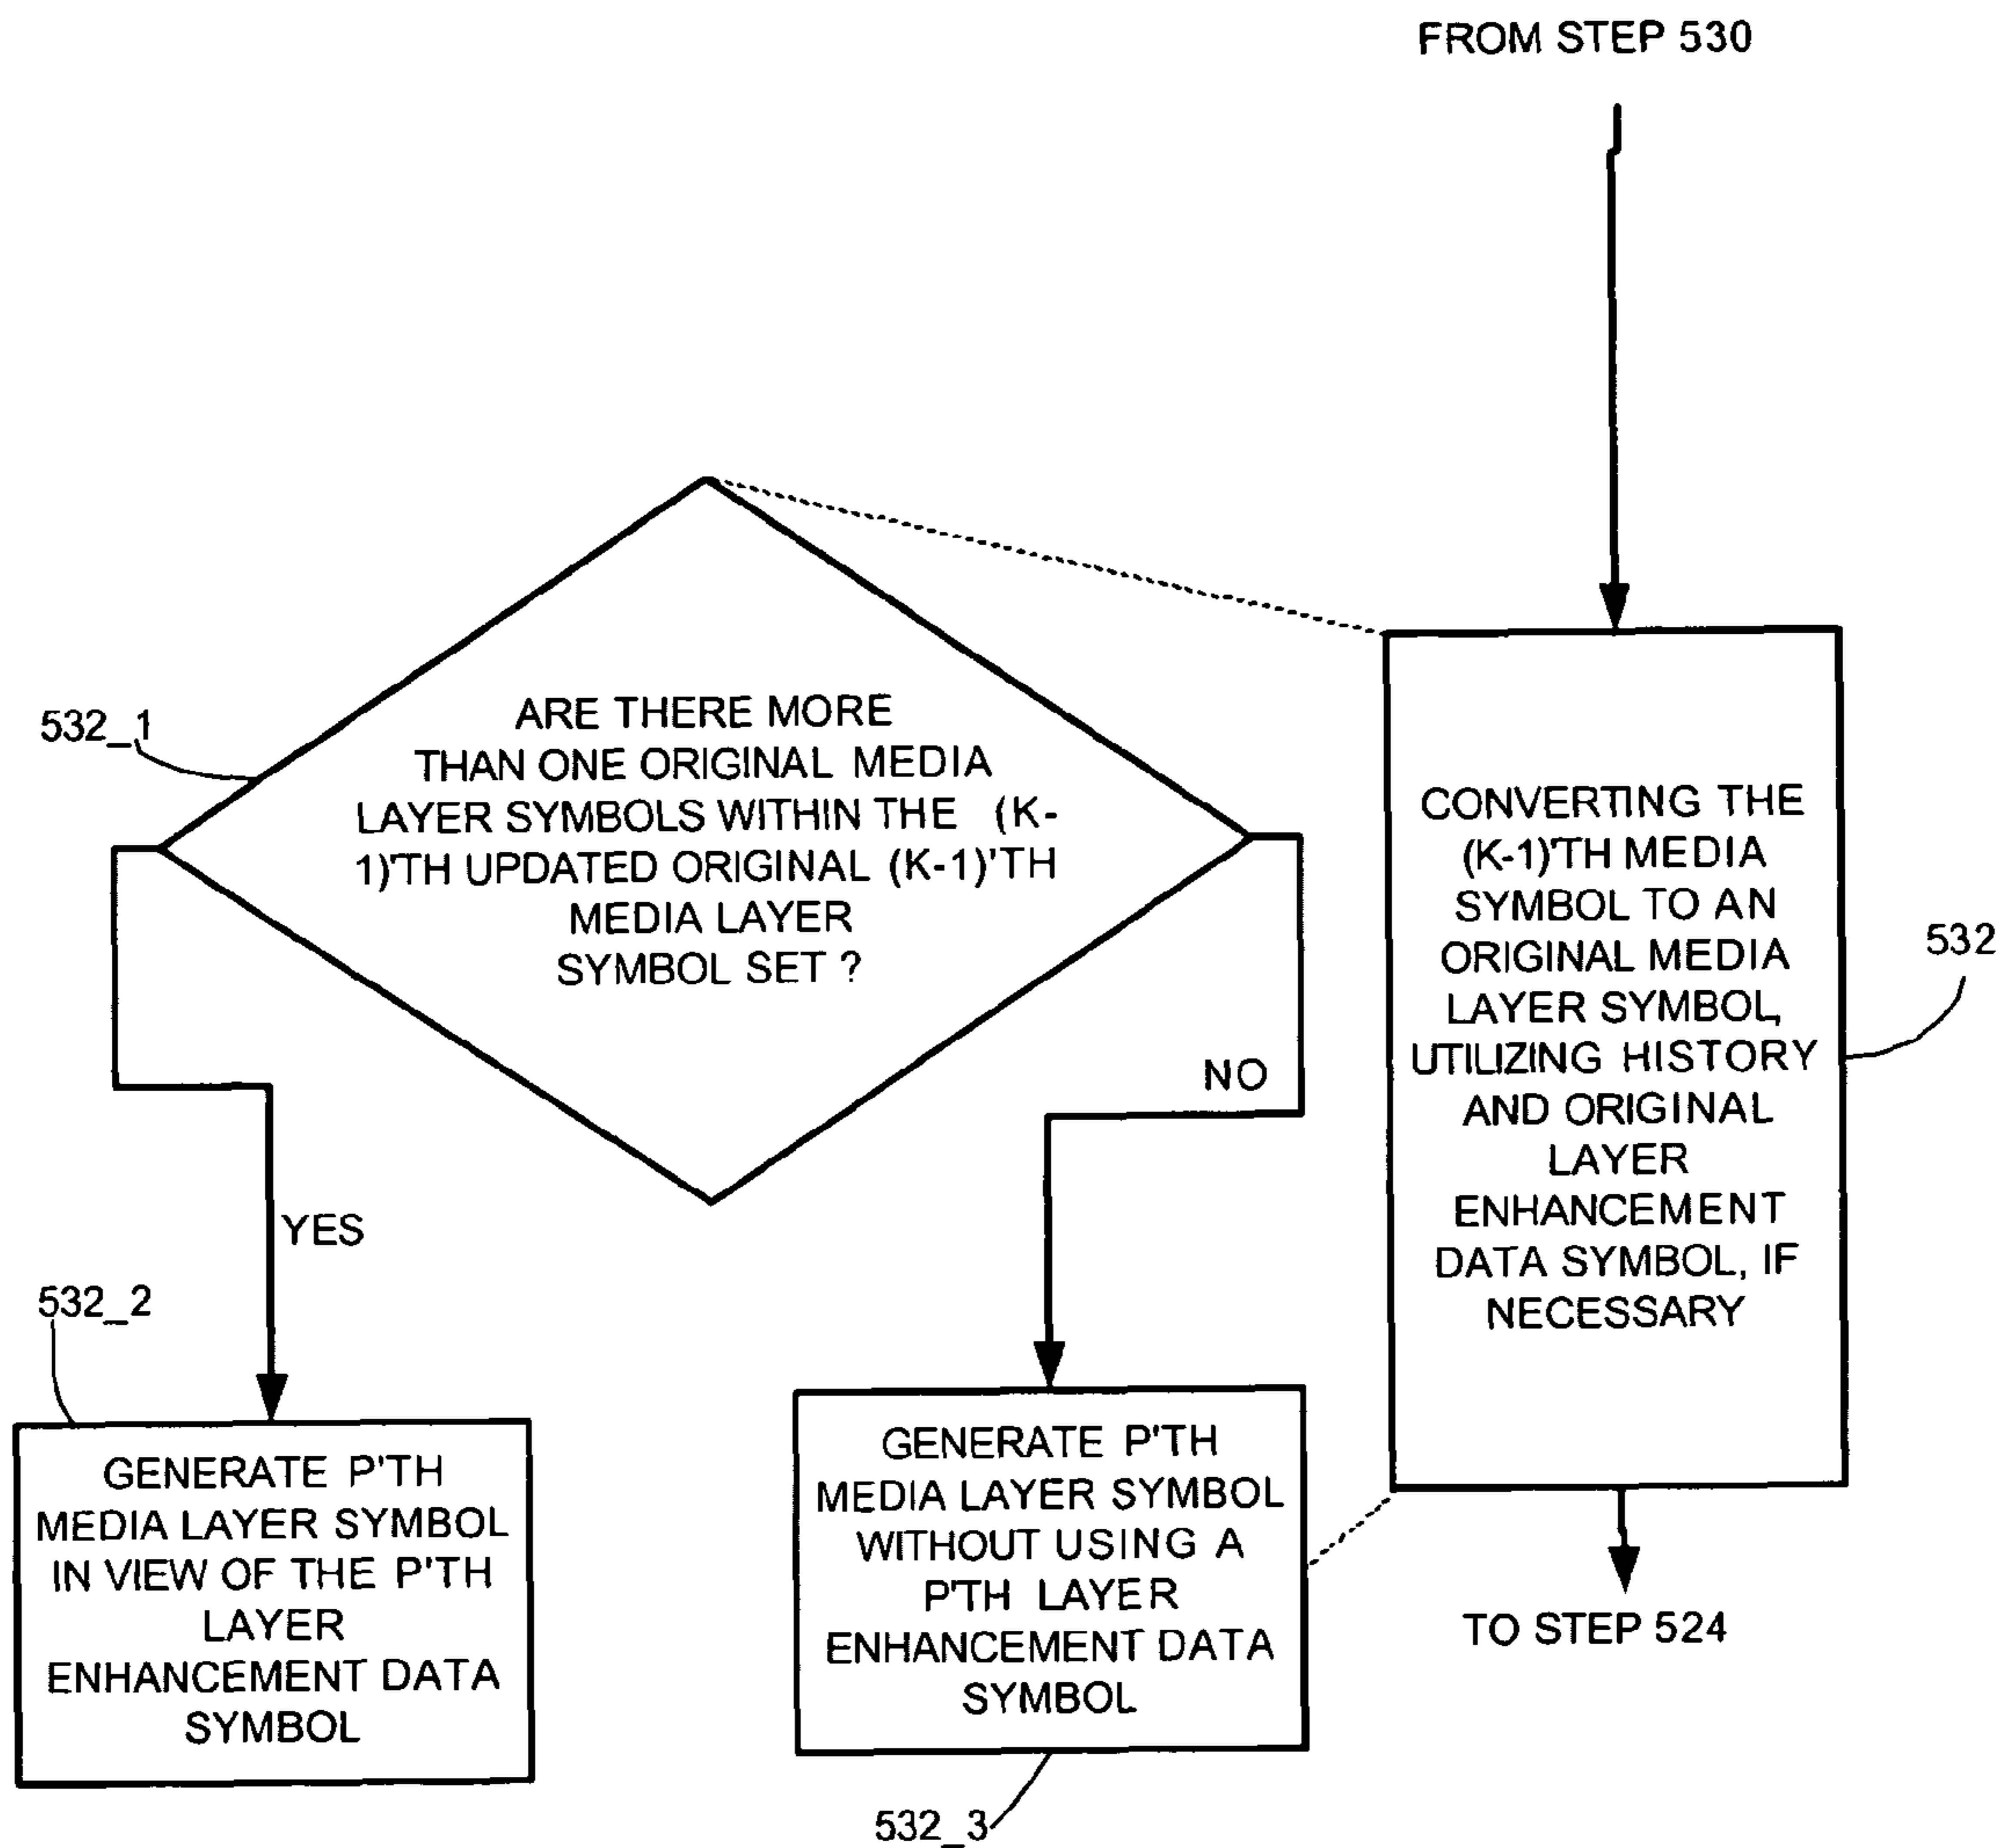 FROM STEP 530
532_1
ARE THERE MORE
THAN ONE ORIGINAL MEDIA
LAYER SYMBOLS WITHIN THE (K-
1)'TH UPDATED ORIGINAL (K-1)'TH
MEDIA LAYER
SYMBOL SET ?
CONVERTING THE
(K-1)'TH MEDIA
SYMBOL TO AN
ORIGINAL MEDIA
LAYER SYMBOL,
UTILIZING HISTORY
AND ORIGINAL
LAYER
ENHANCEMENT
DATA SYMBOL, IF
NECESSARY
532
NO
YES
532_2
GENERATE P'TH
MEDIA LAYER SYMBOL
IN VIEW OF THE P'TH
LAYER
ENHANCEMENT DATA
SYMBOL
GENERATE P'TH
MEDIA LAYER SYMBOL
WITHOUT USING A
P'TH LAYER
ENHANCEMENT DATA
SYMBOL
532_3
TO STEP 524